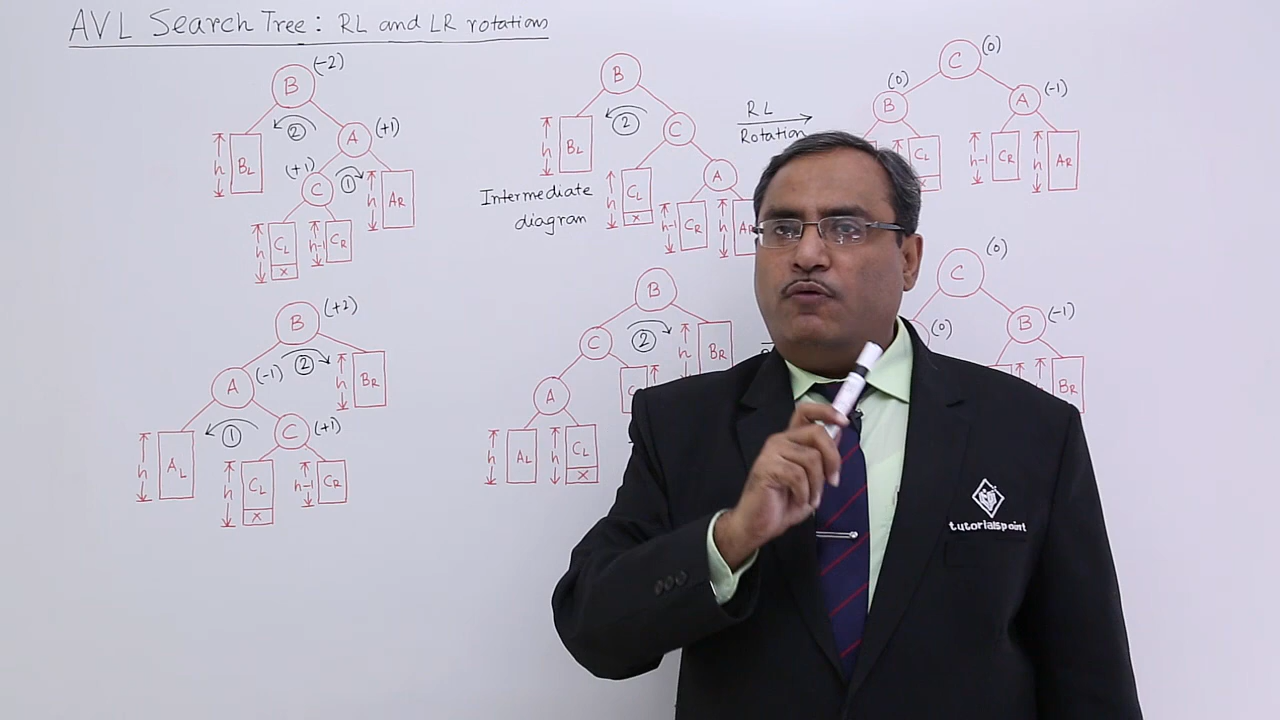 AVL Search Tree: RL and LR rotations
B (-2)
2
h BL
A (+1)
(+1) C
1
h AR
h CL x
h-1 CR
B
2
h BL
C
h CL x
A
h-1 CR
h AR
Intermediate
diagram
RL
Rotation
C (0)
(0) B
A (-1)
CL
h-1 CR
h AR
B (+2)
2
h BR
A (-1)
1
C (+1)
h AL
h CL x
h-1 CR
B
C
2
h BR
A
h AL
h CL x
C (0)
(0)
B (-1)
BR
tutorialspoint